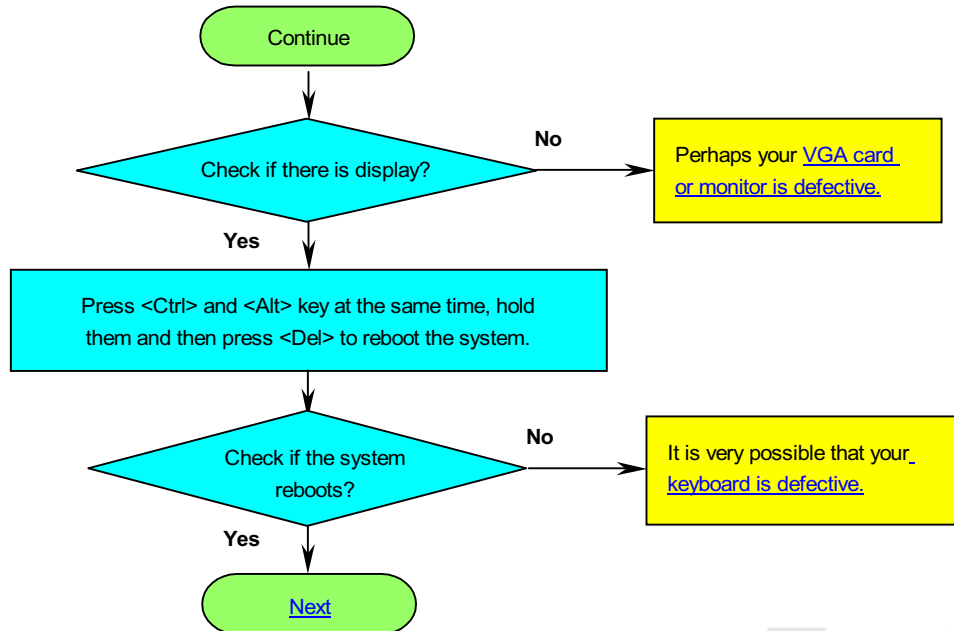 Continue
Check if there is display?
No
Perhaps your VGA card
or monitor is defective.
Yes
Press <Ctrl> and <Alt> key at the same time, hold
them and then press <Del> to reboot the system.
Check if the system
reboots?
No
It is very possible that your
keyboard is defective.
Yes
Next